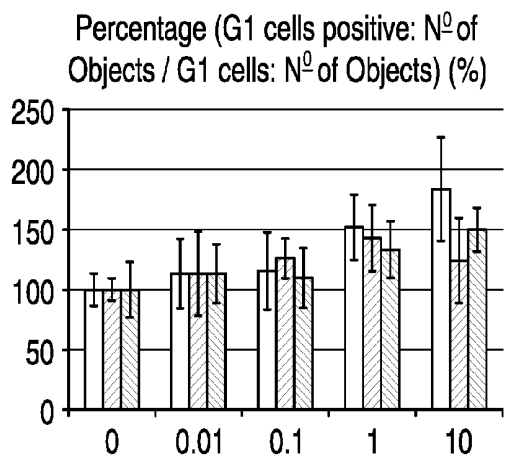 Percentage (G1 cells positive: Nº of
Objects / G1 cells: Nº of Objects) (%)
250
200
150
100
50
0
0 0.01 0.1 1 10